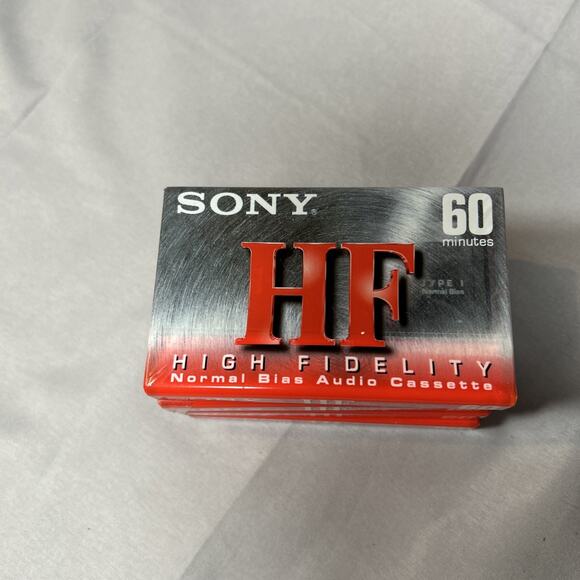 SONY®
60
minutes
HF
TYPE I
Normal Bias
HIGH FIDELITY
Normal Bias Audio Cassette